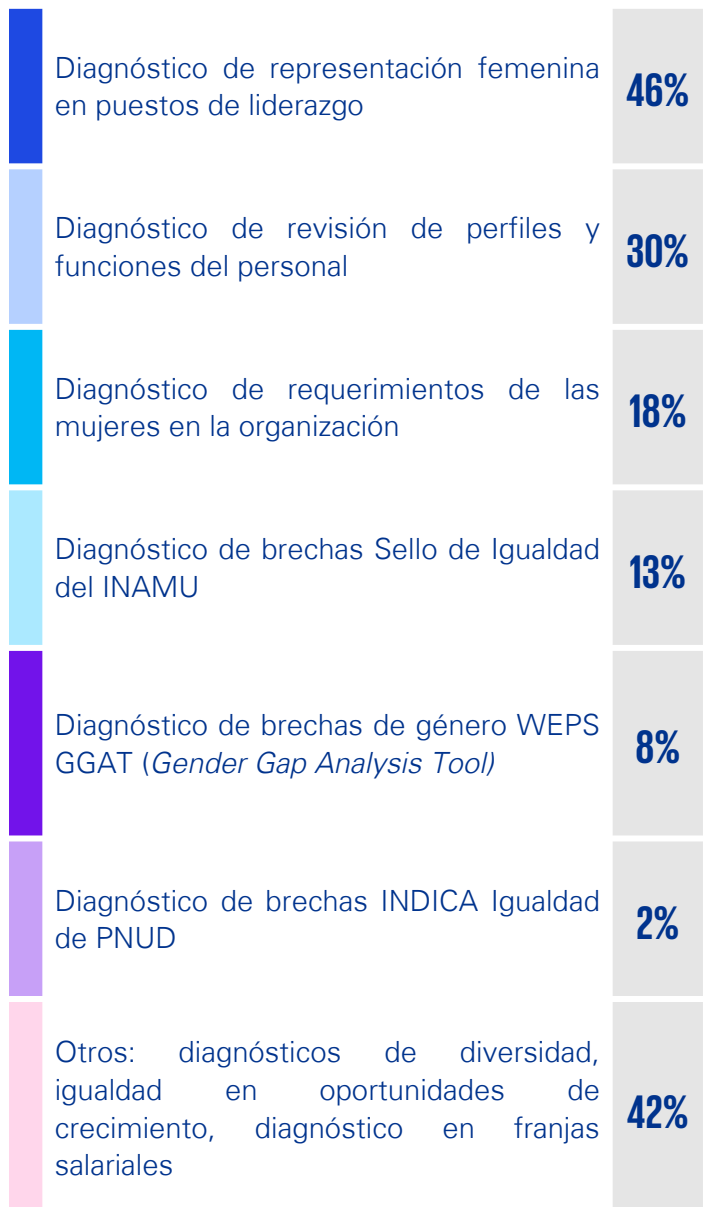 Diagnóstico de representación femenina
en puestos de liderazgo
46%
Diagnóstico de revisión de perfiles y
funciones del personal
30%
Diagnóstico de requerimientos de las
mujeres en la organización
18%
Diagnóstico de brechas Sello de Igualdad
del INAMU
13%
Diagnóstico de brechas de género WEPS
GGAT (Gender Gap Analysis Tool)
8%
Diagnóstico de brechas INDICA Igualdad
de PNUD
2%
Otros: diagnósticos de diversidad,
igualdad en oportunidades de
crecimiento, diagnóstico en franjas
salariales
42%